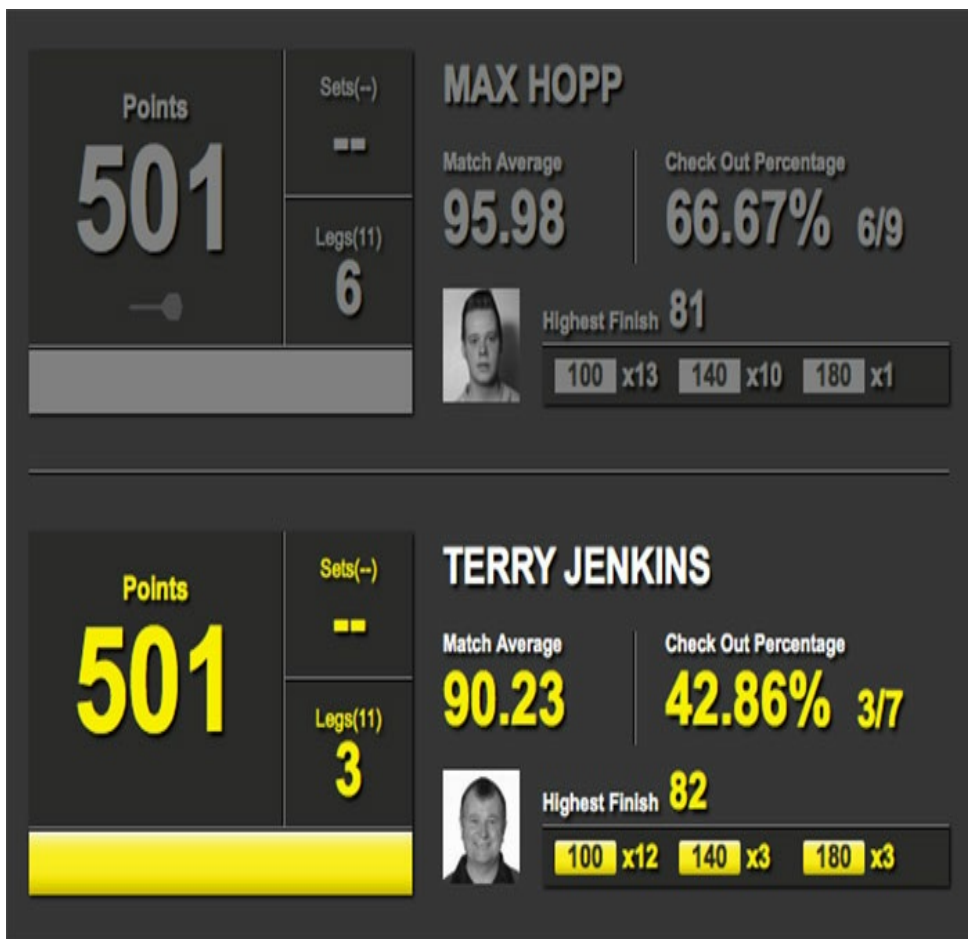 MAX HOPP
Points
501
Sets(--)
--
Legs(11)
6
Match Average
95.98
Check Out Percentage
66.67% 6/9
Highest Finish 81
100 x13 140 x10 180 x1
TERRY JENKINS
Points
501
Sets(--)
--
Legs(11)
3
Match Average
90.23
Check Out Percentage
42.86% 3/7
Highest Finish 82
100 x12 140 x3 180 x3